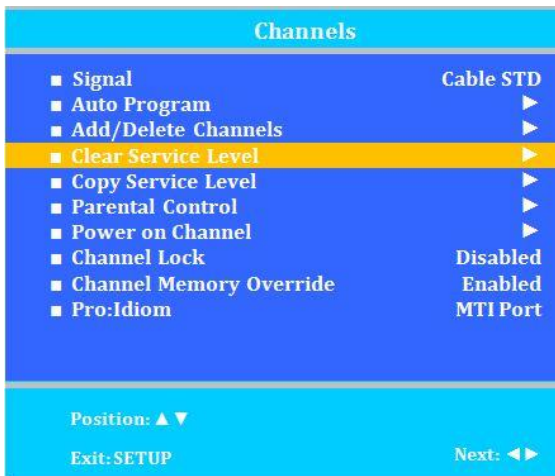 Channels
■ Signal Cable STD
■ Auto Program ►
■ Add/Delete Channels ►
■ Clear Service Level ►
■ Copy Service Level ►
■ Parental Control ►
■ Power on Channel ►
■ Channel Lock Disabled
■ Channel Memory Override Enabled
■ Pro:Idiom MTI Port
Position: ▲ ▼
Exit: SETUP Next: ◄►